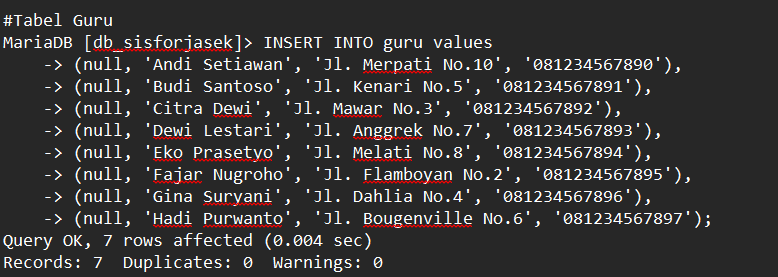 #Tabel Guru
MariaDB [db_sisforjasek]> INSERT INTO guru values
    -> (null, 'Andi Setiawan', 'Jl. Merpati No.10', '081234567890'),
    -> (null, 'Budi Santoso', 'Jl. Kenari No.5', '081234567891'),
    -> (null, 'Citra Dewi', 'Jl. Mawar No.3', '081234567892'),
    -> (null, 'Dewi Lestari', 'Jl. Anggrek No.7', '081234567893'),
    -> (null, 'Eko Prasetyo', 'Jl. Melati No.8', '081234567894'),
    -> (null, 'Fajar Nugroho', 'Jl. Flamboyan No.2', '081234567895'),
    -> (null, 'Gina Suryani', 'Jl. Dahlia No.4', '081234567896'),
    -> (null, 'Hadi Purwanto', 'Jl. Bougenville No.6', '081234567897');
Query OK, 7 rows affected (0.004 sec)
Records: 7  Duplicates: 0  Warnings: 0